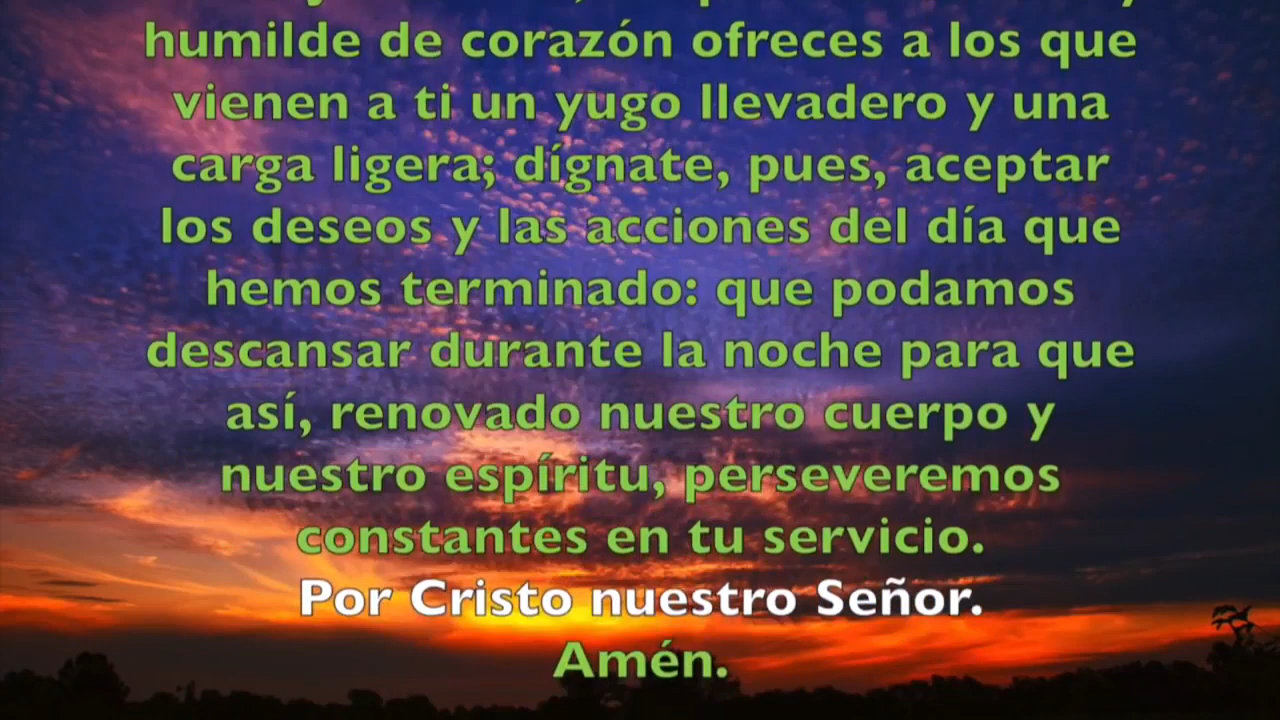 humilde de corazón ofreces a los que
vienen a ti un yugo llevadero y una
carga ligera; dígnate, pues, aceptar
los deseos y las acciones del día que
hemos terminado: que podamos
descansar durante la noche para que
así, renovado nuestro cuerpo y
nuestro espíritu, perseveremos
constantes en tu servicio.
Por Cristo nuestro Señor.
Amén.